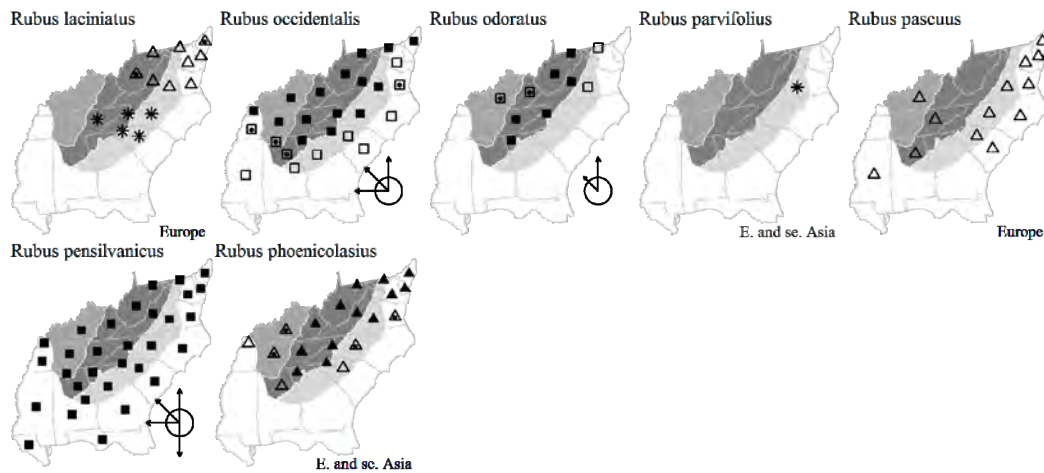 Rubus laciniatus
Rubus occidentalis
Rubus odoratus
Rubus parvifolius
Rubus pascuus
Europe
E. and se. Asia
Europe
Rubus pensilvanicus
Rubus phoenicolasius
E. and se. Asia